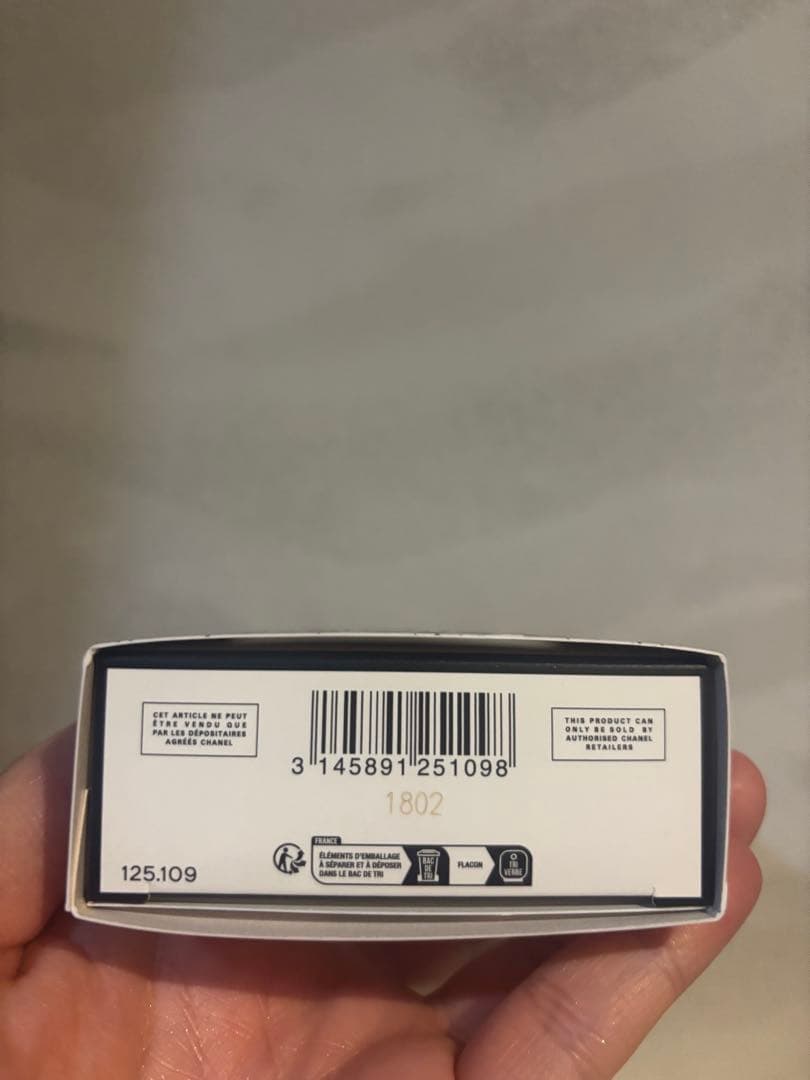 CET ARTICLE NE PEUT
ÊTRE VENDU QUE
PAR LES DÉPOSITAIRES
AGRÉÉS CHANEL
3 145891 251098
THIS PRODUCT CAN
ONLY BE SOLD BY
AUTHORISED CHANEL
RETAILERS
1802
125.109
FRANCE
ÉLÉMENTS D'EMBALLAGE
À SÉPARER ET À DÉPOSER
DANS LE BAC DE TRI
BAC
DE
TRI
FLACON
TRI
VERRE